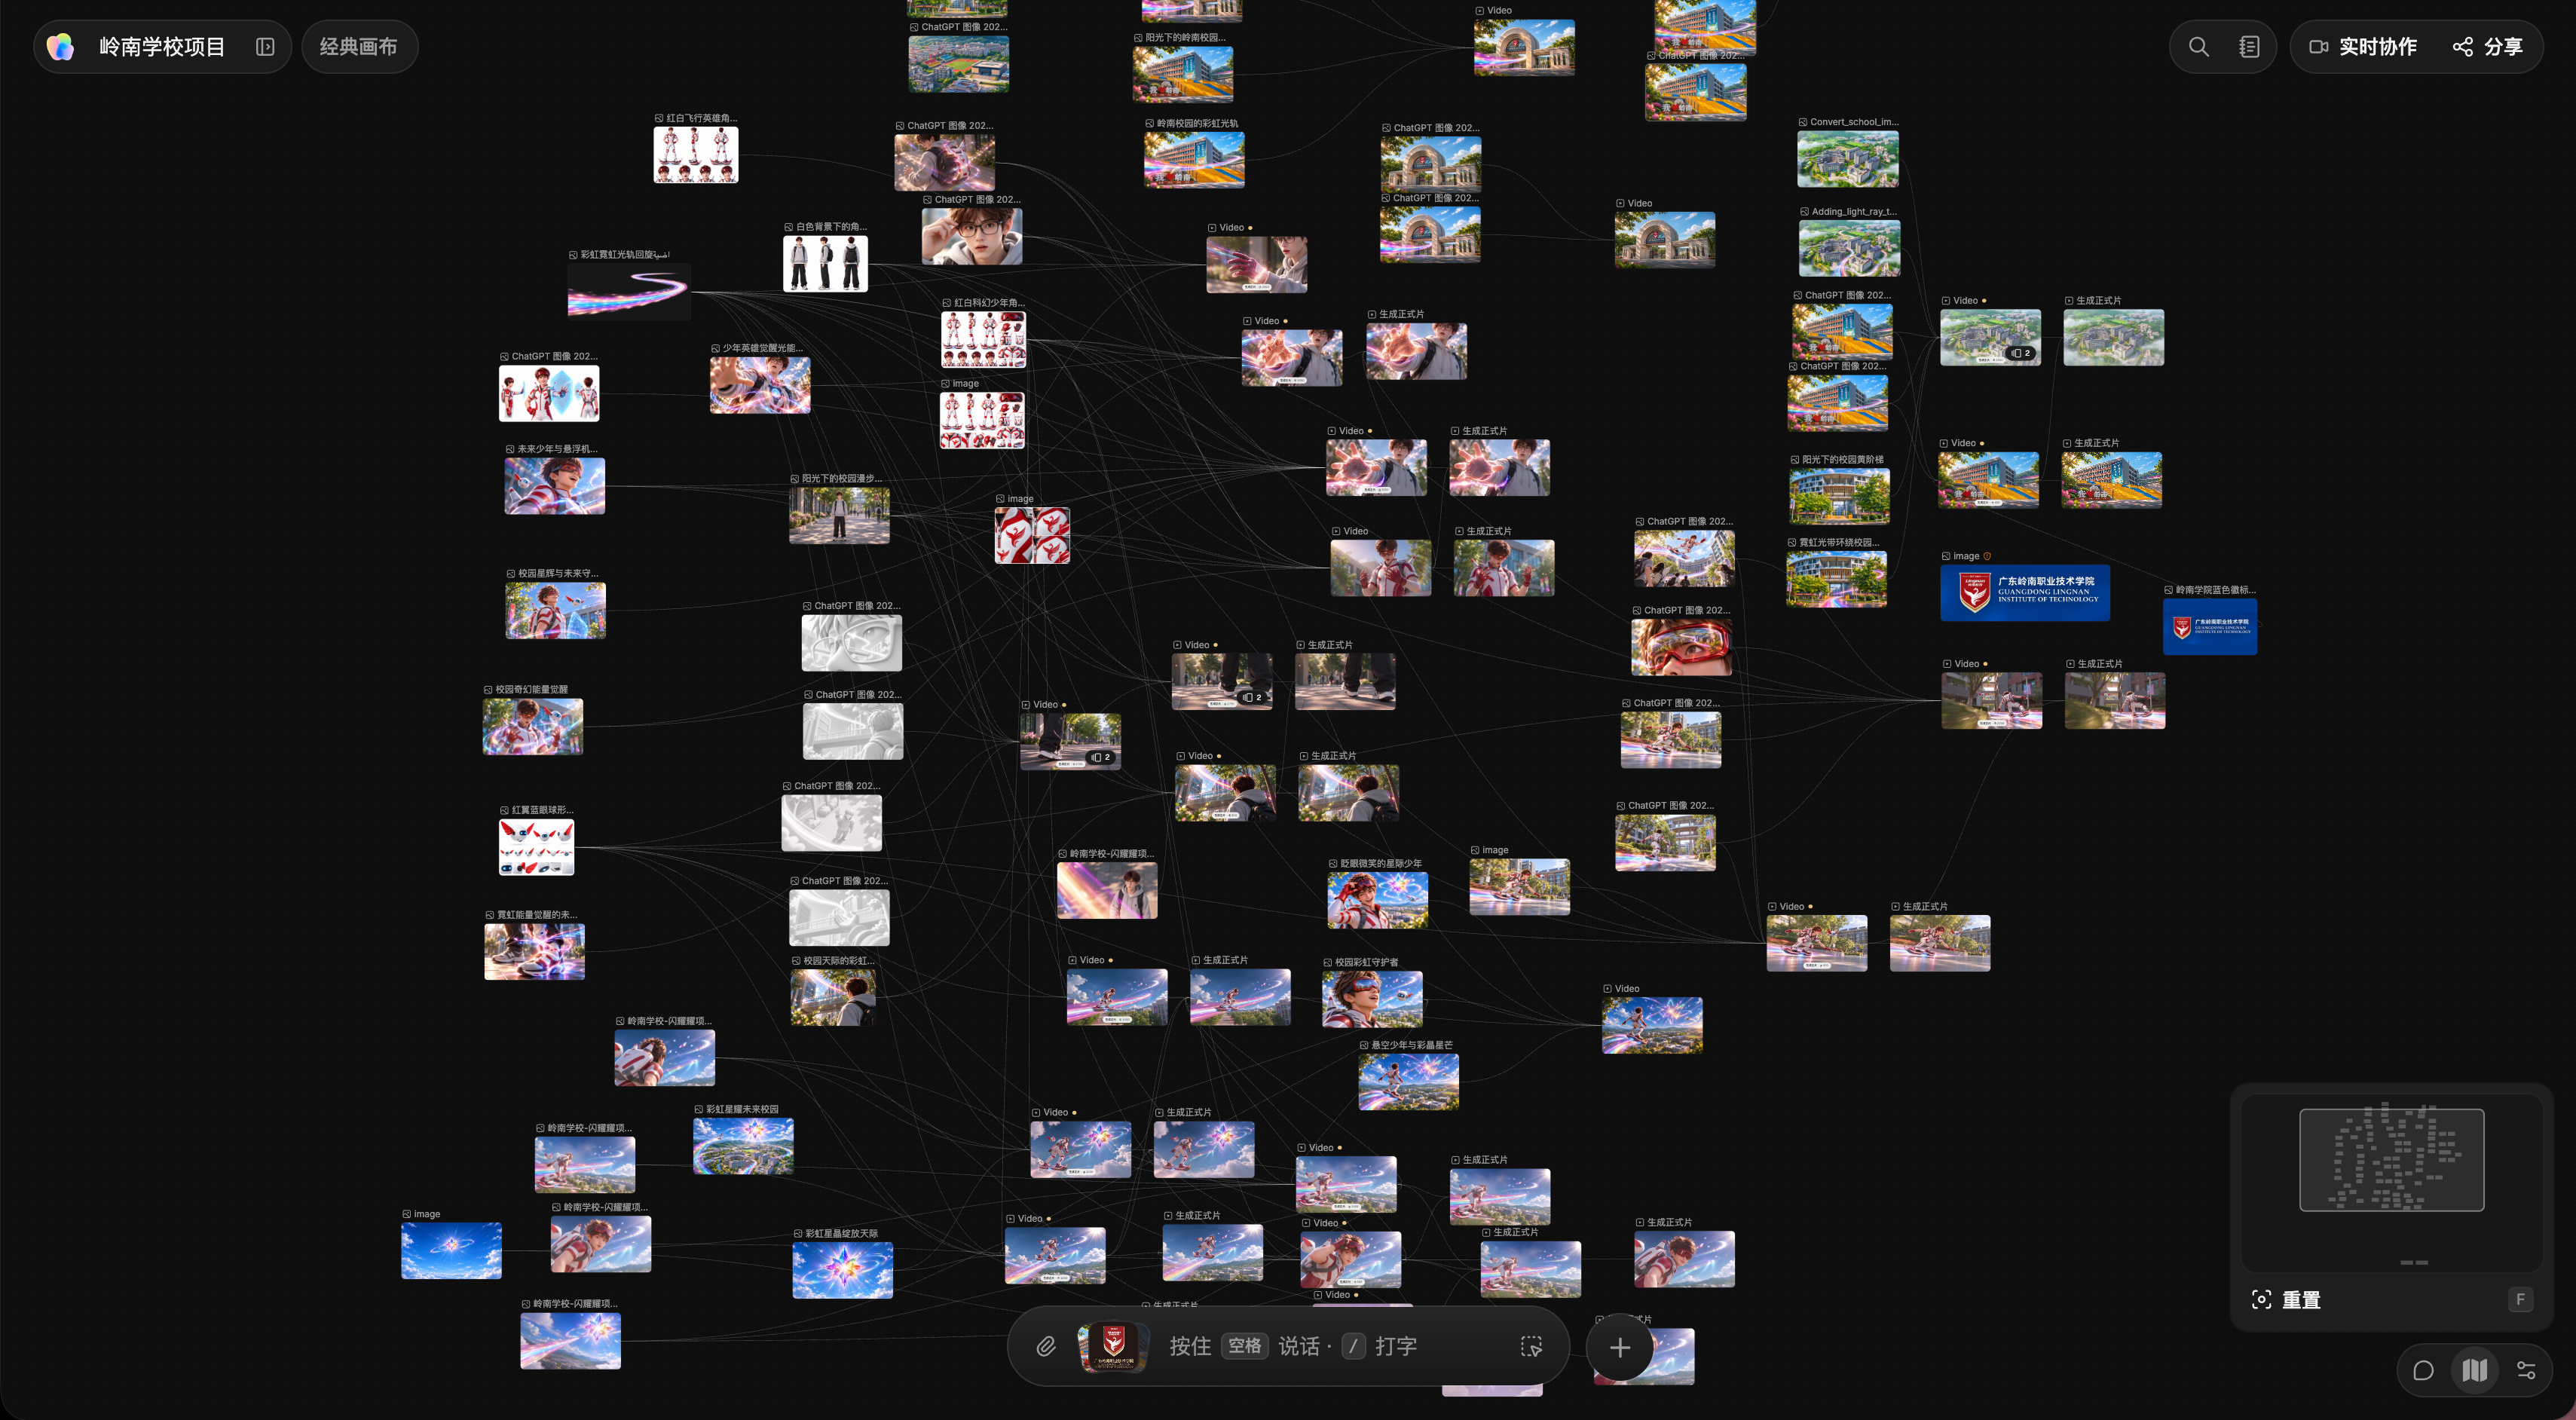 岭南学校项目
经典画布
实时协作
分享
Video
ChatGPT 图像 202...
阳光下的岭南校园...
ChatGPT 图像 202...
红白飞行英雄角...
ChatGPT 图像 202...
岭南校园的彩虹光轨
ChatGPT 图像 202...
Convert_school_im...
ChatGPT 图像 202...
ChatGPT 图像 202...
Video
Adding_light_ray_t...
白色背景下的角...
Video
彩虹霓虹光轨回旋
红白科幻少年角...
ChatGPT 图像 202...
Video
生成正式片
Video
生成正式片
ChatGPT 图像 202...
少年英雄觉醒光能...
ChatGPT 图像 202...
image
Video
生成正式片
Video
生成正式片
未来少年与悬浮机...
阳光下的校园黄阶梯
阳光下的校园漫步...
image
ChatGPT 图像 202...
Video
生成正式片
霓虹光带环绕校园...
image
广东岭南职业技术学院
GUANGDONG LINGNAN
INSTITUTE OF TECHNOLOGY
校园星辉与未来守...
岭南学院蓝色徽标...
ChatGPT 图像 202...
ChatGPT 图像 202...
Video
生成正式片
Video
生成正式片
校园奇幻能量觉醒
ChatGPT 图像 202...
2
2
2
Video
ChatGPT 图像 202...
Video
生成正式片
ChatGPT 图像 202...
ChatGPT 图像 202...
红翼蓝眼球形...
岭南学校-闪耀耀项...
眨眼微笑的星际少年
image
ChatGPT 图像 202...
Video
生成正式片
霓虹能量觉醒的未...
校园天际的彩虹...
Video
生成正式片
校园彩虹守护者
Video
岭南学校-闪耀耀项...
悬空少年与彩晶星芒
彩虹星耀未来校园
Video
生成正式片
岭南学校-闪耀耀项...
Video
生成正式片
岭南学校-闪耀耀项...
image
Video
生成正式片
Video
生成正式片
生成正式片
彩虹星晶绽放天际
岭南学校-闪耀耀项...
Video
按住 空格 说话 · / 打字
重置
F